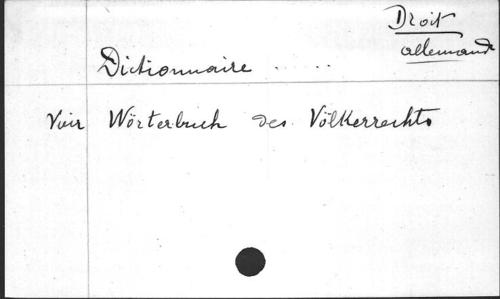 Droit
allemand
Dictionnaire ......
Voir Wörterbuch des Völkerrechts